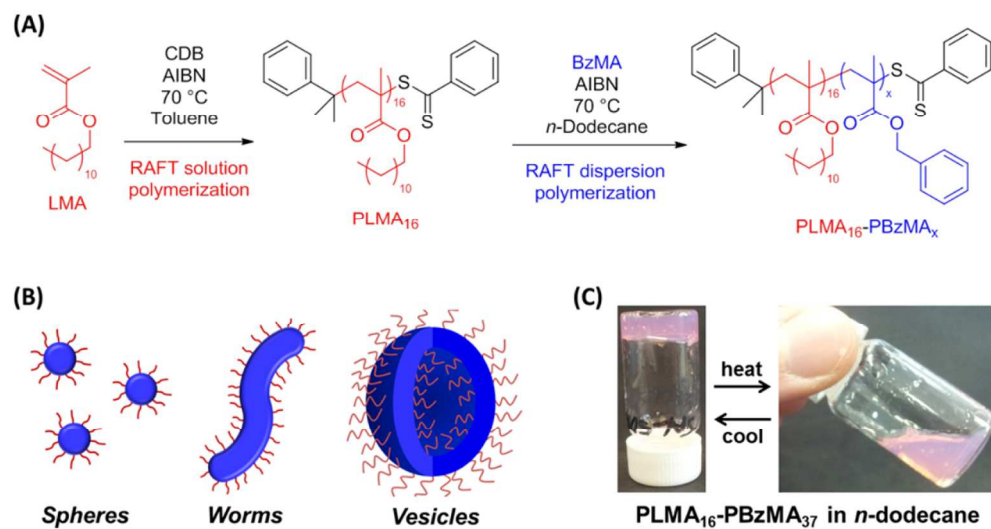 (A)
LMA
O
O
10
CDB
AIBN
70 °C
Toluene
RAFT solution
polymerization
16
S
S
O
O
10
PLMA16
BzMA
AIBN
70 °C
n-Dodecane
RAFT dispersion
polymerization
16
x
S
S
O
O
O
O
10
PLMA16-PBzMAx
(B)
Spheres
Worms
Vesicles
(C)
heat
cool
PLMA16-PBzMA37 in n-dodecane